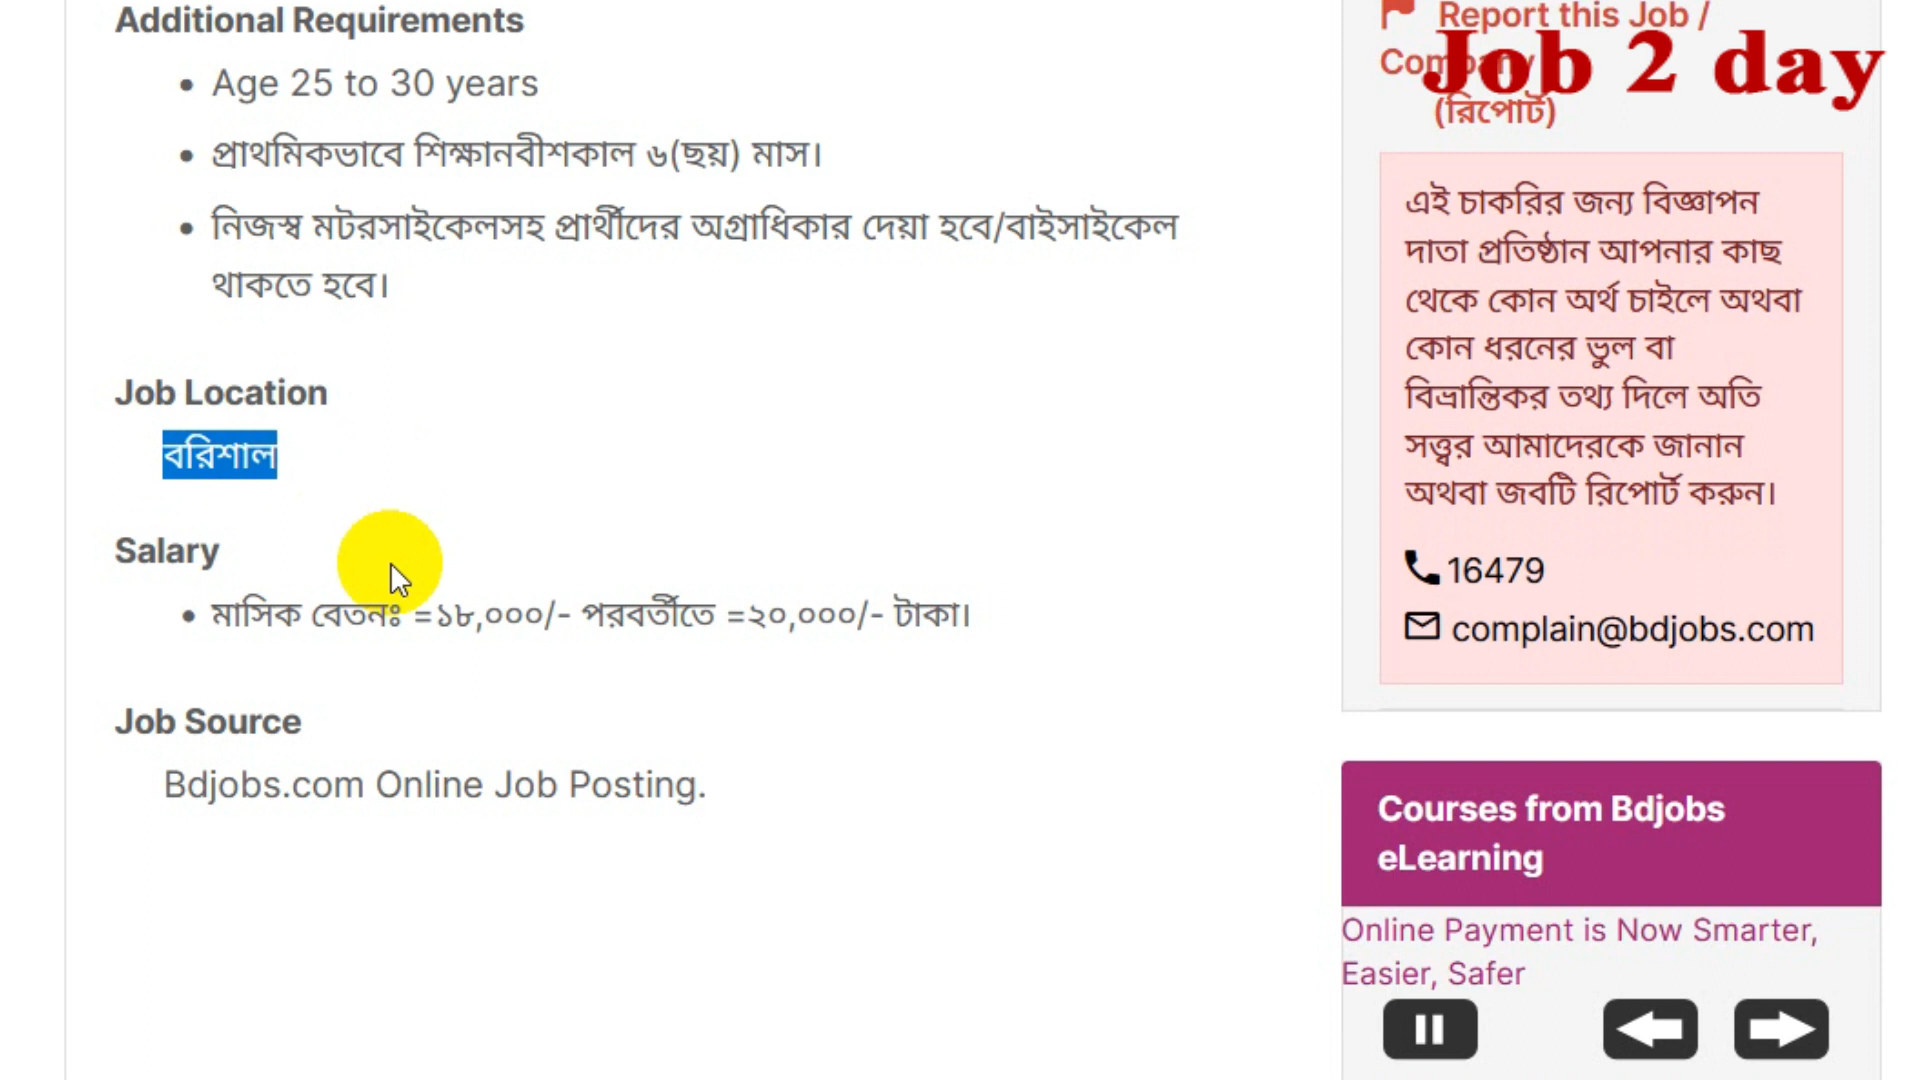 Additional Requirements
Age 25 to 30 years
প্রাথমিকভাবে শিক্ষানবীশকাল ৬(ছয়) মাস।
নিজস্ব মটরসাইকেলসহ প্রার্থীদের অগ্রাধিকার দেয়া হবে/বাইসাইকেল
থাকতে হবে।
Job Location
বরিশাল
Salary
মাসিক বেতনঃ =১৮,০০০/- পরবর্তীতে =২০,০০০/- টাকা।
Job Source
Bdjobs.com Online Job Posting.
Report this Job /
Company
(রিপোর্ট)
Job 2 day
এই চাকরির জন্য বিজ্ঞাপন
দাতা প্রতিষ্ঠান আপনার কাছ
থেকে কোন অর্থ চাইলে অথবা
কোন ধরনের ভুল বা
বিভ্রান্তিকর তথ্য দিলে অতি
সত্ত্বর আমাদেরকে জানান
অথবা জবটি রিপোর্ট করুন।
16479
complain@bdjobs.com
Courses from Bdjobs
eLearning
Online Payment is Now Smarter,
Easier, Safer